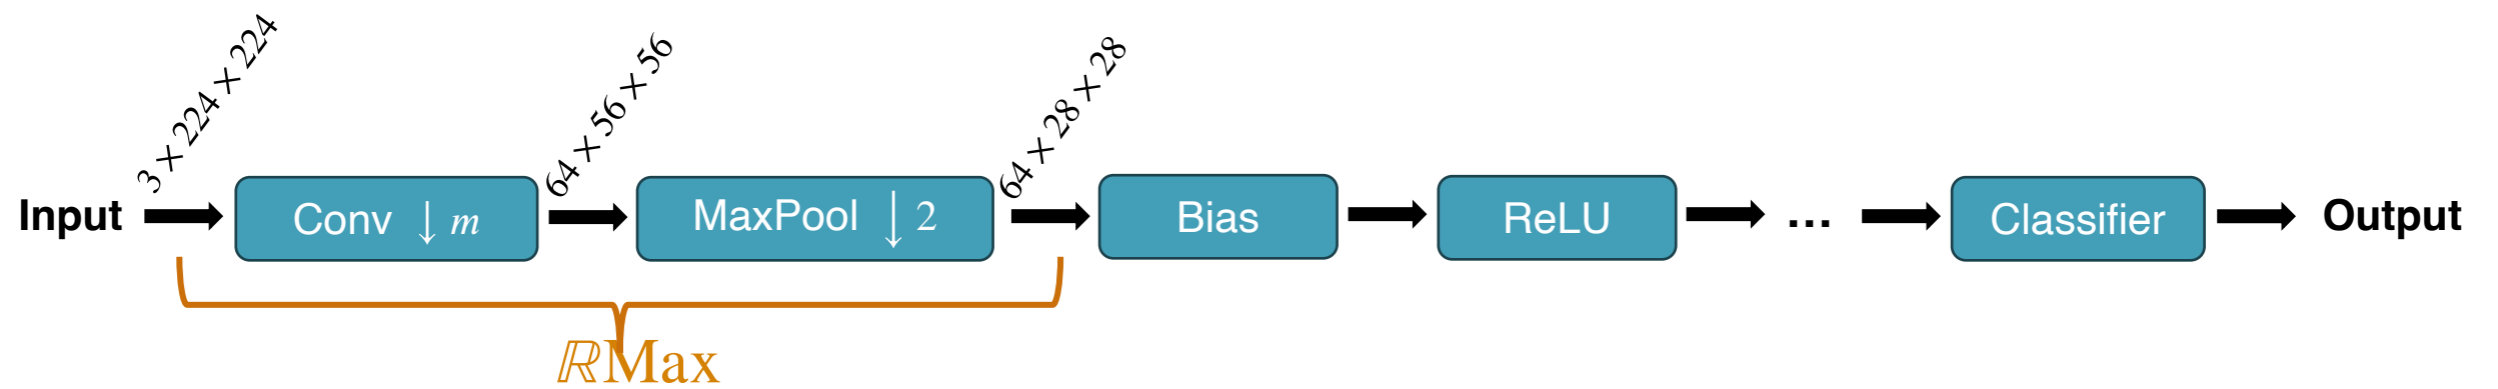 3 × 224 × 224
64 × 56 × 56
64 × 28 × 28
Input
Conv ↓ m
MaxPool ↓ 2
Bias
ReLU
...
Classifier
Output
ℝMax